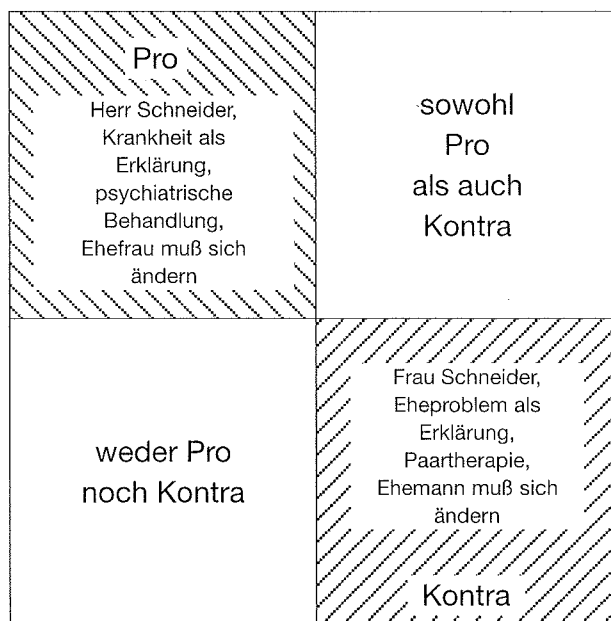 Pro
Herr Schneider,
Krankheit als
Erklärung,
psychiatrische
Behandlung,
Ehefrau muß sich
ändern
sowohl
Pro
als auch
Kontra
weder Pro
noch Kontra
Frau Schneider,
Eheproblem als
Erklärung,
Paartherapie,
Ehemann muß sich
ändern
Kontra